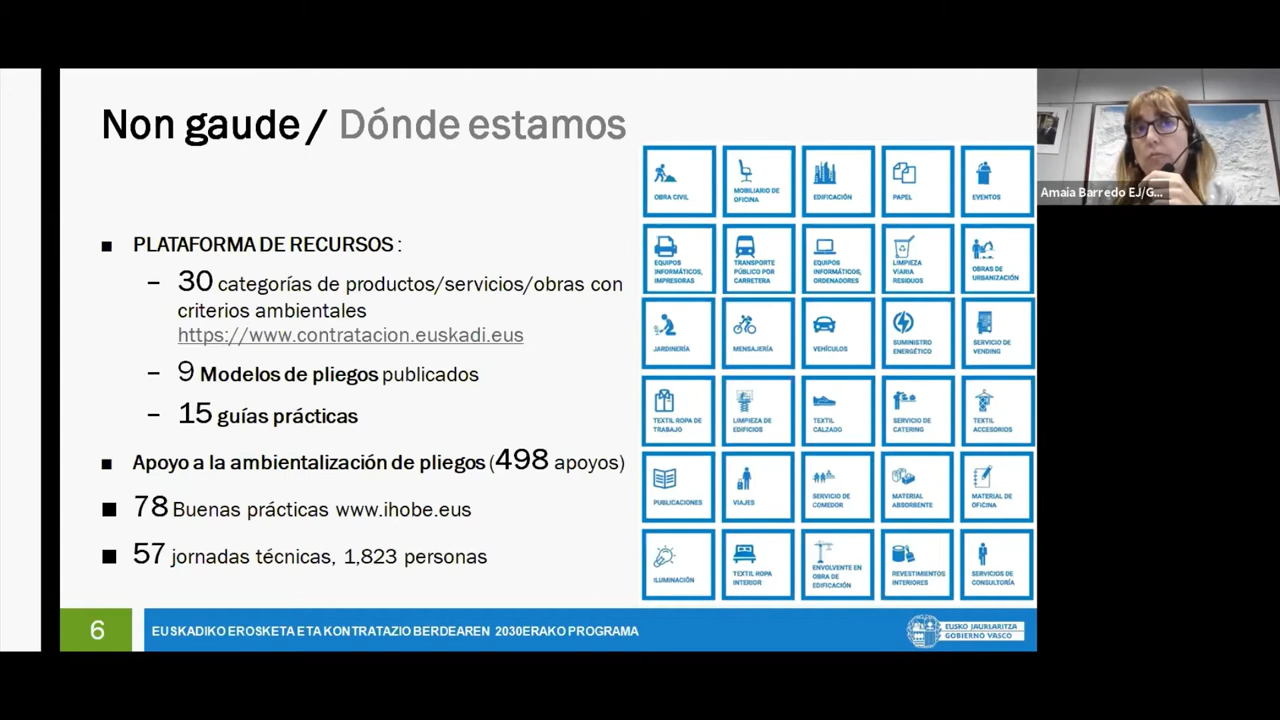 Non gaude / Dónde estamos
▪ PLATAFORMA DE RECURSOS :
– 30 categorías de productos/servicios/obras con
criterios ambientales
https://www.contratacion.euskadi.eus
– 9 Modelos de pliegos publicados
– 15 guías prácticas
▪ Apoyo a la ambientalización de pliegos (498 apoyos)
▪ 78 Buenas prácticas www.ihobe.eus
▪ 57 jornadas técnicas, 1,823 personas
OBRA CIVIL
MOBILIARIO DE
OFICINA
EDIFICACIÓN
PAPEL
EVENTOS
EQUIPOS
INFORMÁTICOS,
IMPRESORAS
TRANSPORTE
PÚBLICO POR
CARRETERA
EQUIPOS
INFORMÁTICOS,
ORDENADORES
LIMPIEZA
VIARIA
RESIDUOS
OBRAS DE
URBANIZACIÓN
JARDINERÍA
MENSAJERÍA
VEHÍCULOS
SUMINISTRO
ENERGÉTICO
SERVICIO DE
VENDING
TEXTIL ROPA DE
TRABAJO
LIMPIEZA DE
EDIFICIOS
TEXTIL
CALZADO
SERVICIO DE
CATERING
TEXTIL
ACCESORIOS
PUBLICACIONES
VIAJES
SERVICIO DE
COMEDOR
MATERIAL
ABSORBENTE
MATERIAL DE
OFICINA
ILUMINACIÓN
TEXTIL ROPA
INTERIOR
ENVOLVENTE EN
OBRA DE
EDIFICACIÓN
REVESTIMIENTOS
INTERIORES
SERVICIOS DE
CONSULTORÍA
6
EUSKADIKO EROSKETA ETA KONTRATAZIO BERDEAREN 2030ERAKO PROGRAMA
EUSKO JAURLARITZA
GOBIERNO VASCO
Amaia Barredo EJ/G...